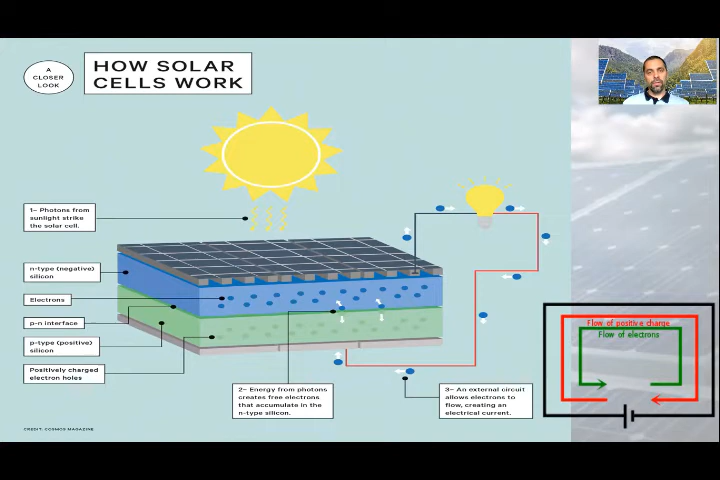 A
CLOSER
LOOK
HOW SOLAR
CELLS WORK
1– Photons from
sunlight strike
the solar cell.
n-type (negative)
silicon
Electrons
p-n interface
p-type (positive)
silicon
Positively charged
electron holes
2– Energy from photons
creates free electrons
that accumulate in the
n-type silicon.
3– An external circuit
allows electrons to
flow, creating an
electrical current.
Flow of positive charge
Flow of electrons
CREDIT: COSMOS MAGAZINE